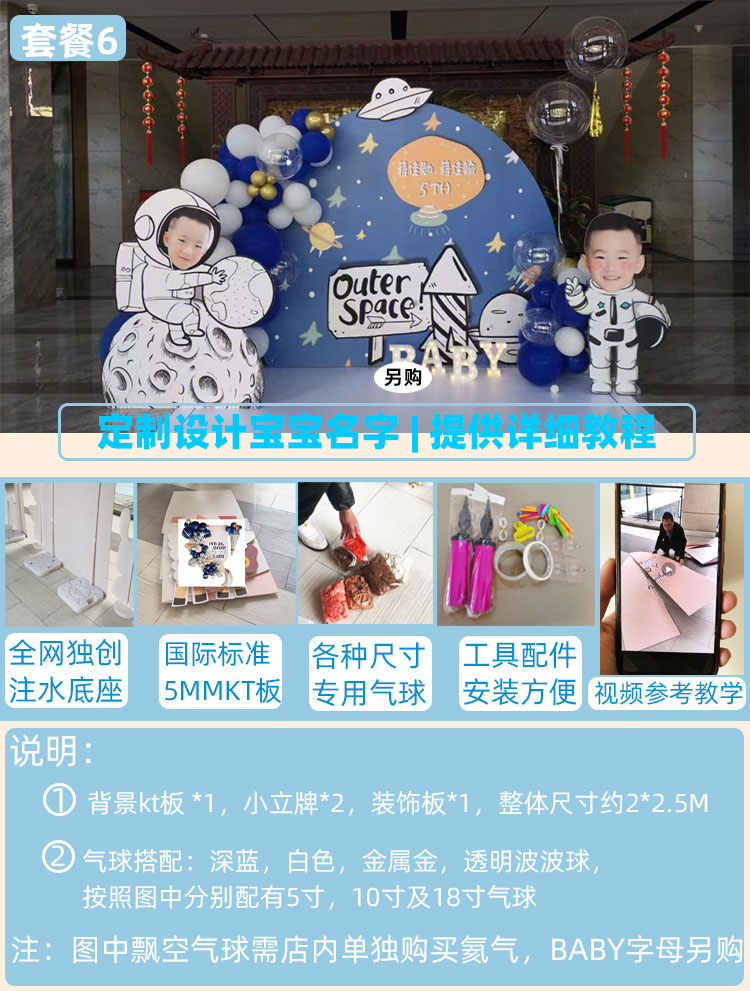 套餐6
5TH
Outer
Space
BABY
另购
定制设计宝宝名字 | 提供详细教程
全网独创
注水底座
国际标准
5MMKT板
各种尺寸
专用气球
工具配件
安装方便
视频参考教学
说明：
① 背景kt板 *1，小立牌*2，装饰板*1，整体尺寸约2*2.5M
② 气球搭配：深蓝，白色，金属金，透明波波球，
按照图中分别配有5寸，10寸及18寸气球
注：图中飘空气球需店内单独购买氦气，BABY字母另购